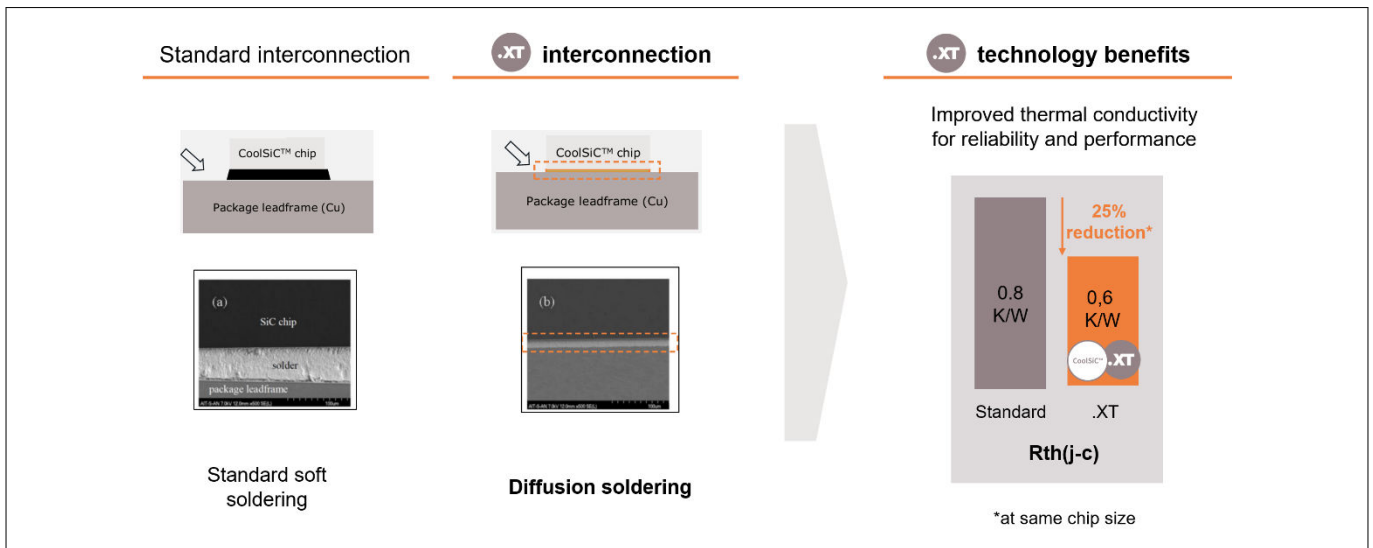 Standard interconnection
.XT interconnection
.XT technology benefits
CoolSiC™ chip
Package leadframe (Cu)
CoolSiC™ chip
Package leadframe (Cu)
Improved thermal conductivity
for reliability and performance
25%
reduction*
0.8
K/W
0,6
K/W
CoolSiC™ .XT
Standard
.XT
Rth(j-c)
*at same chip size
(a)
SiC chip
solder
package leadframe
100µm
(b)
100µm
Standard soft
soldering
Diffusion soldering